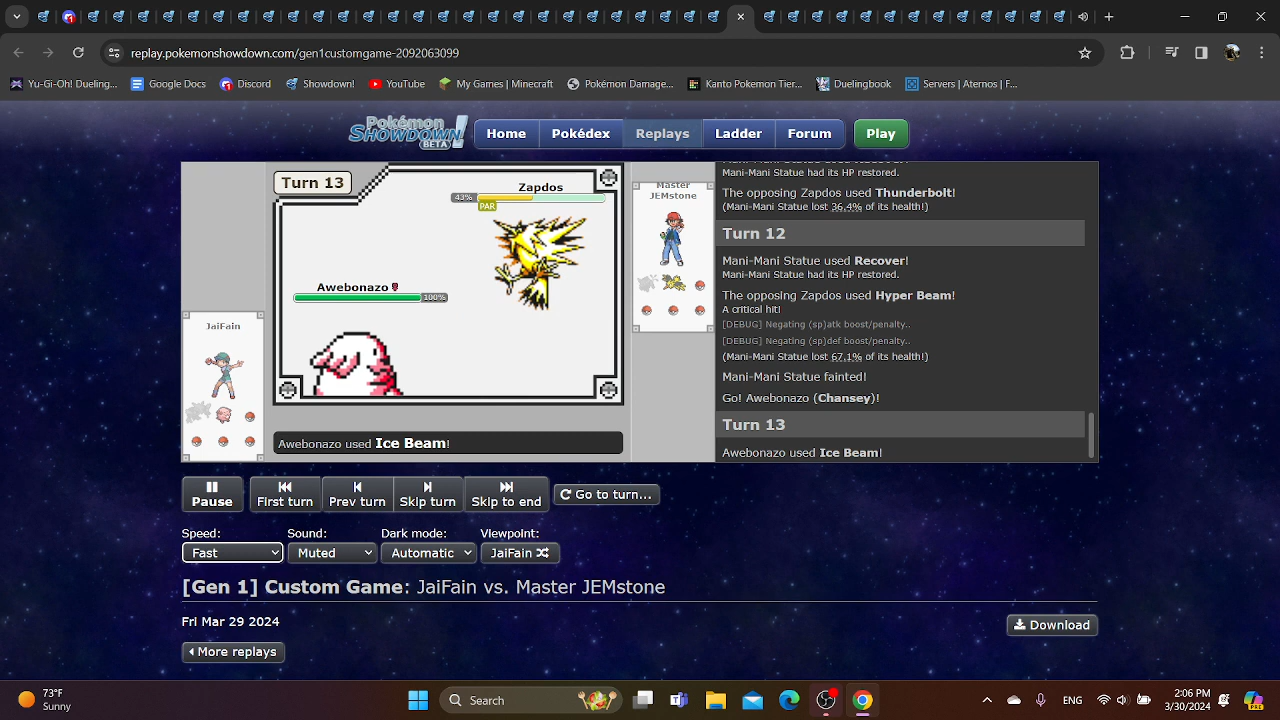 replay.pokemonshowdown.com/gen1customgame-2092063099
Yu-Gi-Oh! Dueling...
Google Docs
Discord
Showdown!
YouTube
My Games | Minecraft
Pokémon Damage...
Kanto Pokemon Tier...
Duelingbook
Servers | Aternos | F...
Pokémon
SHOWDOWN!
BETA
Home
Pokédex
Replays
Ladder
Forum
Play
Turn 13
Zapdos
43%
PAR
Awebonazo
100%
JaiFain
Master
JEMstone
Awebonazo used Ice Beam!
Mani-Mani Statue had its HP restored.
The opposing Zapdos used Thunderbolt!
(Mani-Mani Statue lost 36.4% of its health!)
Turn 12
Mani-Mani Statue used Recover!
Mani-Mani Statue had its HP restored.
The opposing Zapdos used Hyper Beam!
A critical hit!
[DEBUG] Negating (sp)atk boost/penalty..
[DEBUG] Negating (sp)def boost/penalty..
(Mani-Mani Statue lost 67.1% of its health!)
Mani-Mani Statue fainted!
Go! Awebonazo (Chansey)!
Turn 13
Awebonazo used Ice Beam!
Pause
First turn
Prev turn
Skip turn
Skip to end
Go to turn...
Speed:
Sound:
Dark mode:
Viewpoint:
Fast
Muted
Automatic
JaiFain
[Gen 1] Custom Game: JaiFain vs. Master JEMstone
Fri Mar 29 2024
Download
More replays
73°F
Sunny
Search
ENG
2:06 PM
3/30/2024
PRE